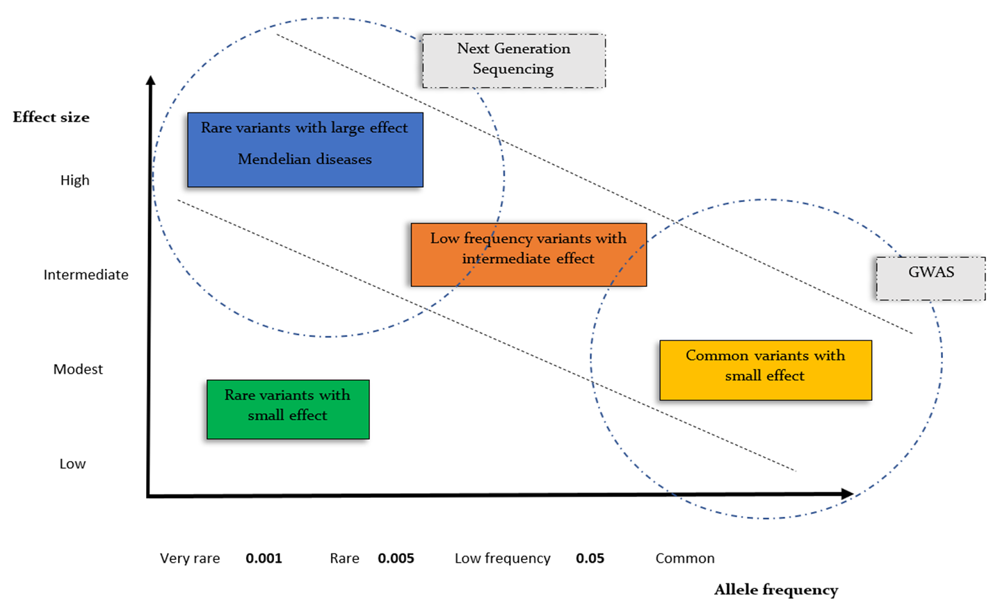 Next Generation
Sequencing
Effect size
Rare variants with large effect
Mendelian diseases
High
Low frequency variants with
intermediate effect
Intermediate
GWAS
Common variants with
small effect
Modest
Rare variants with
small effect
Low
Very rare 0.001 Rare 0.005 Low frequency 0.05 Common
Allele frequency